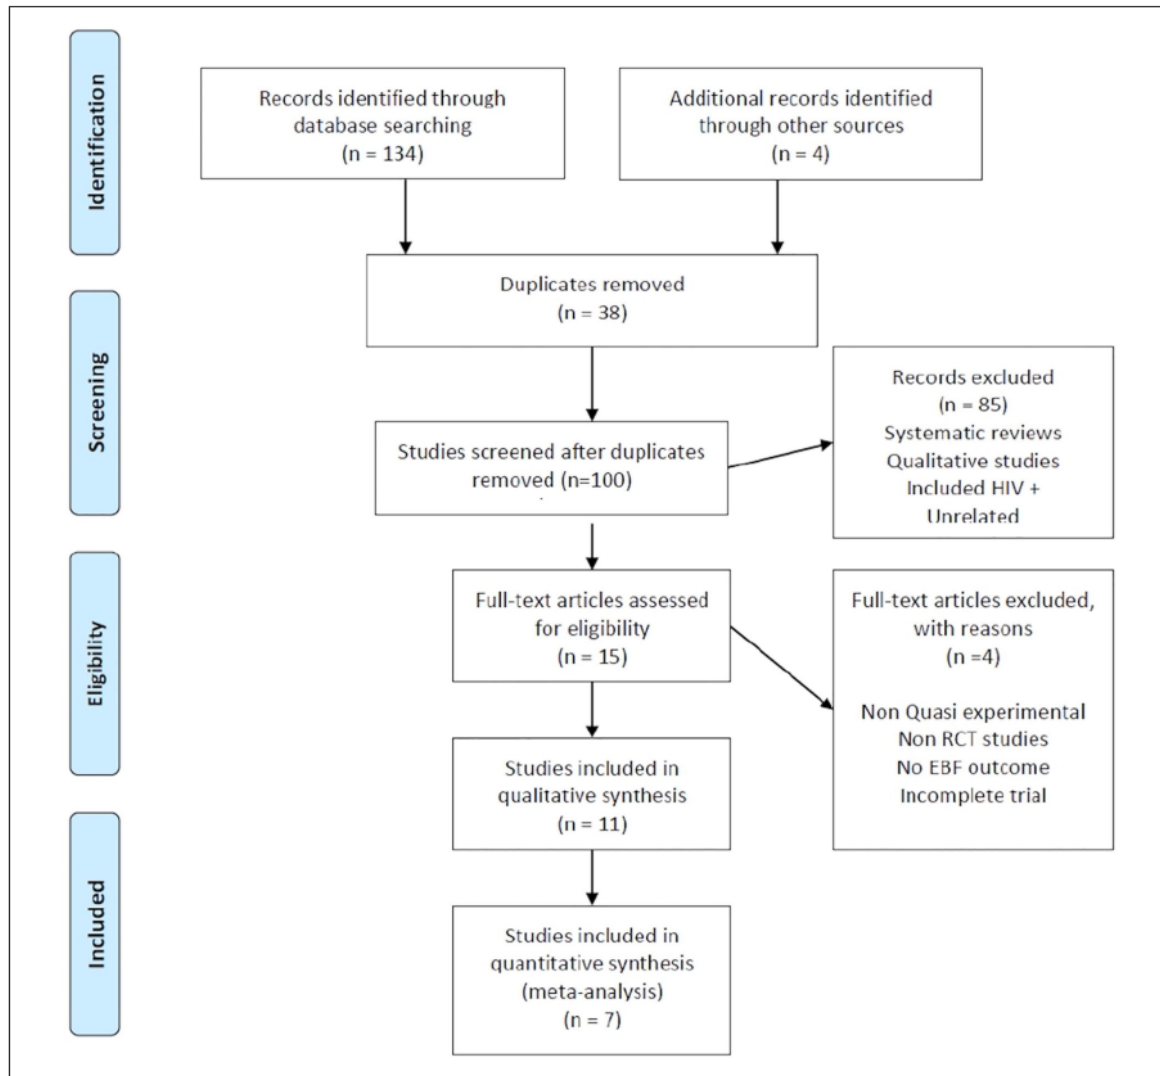 Identification
Records identified through
database searching
(n = 134)
Additional records identified
through other sources
(n = 4)
Duplicates removed
(n = 38)
Screening
Studies screened after duplicates
removed (n=100)
Records excluded
(n = 85)
Systematic reviews
Qualitative studies
Included HIV +
Unrelated
Eligibility
Full-text articles assessed
for eligibility
(n = 15)
Full-text articles excluded,
with reasons
(n =4)
Non Quasi experimental
Non RCT studies
No EBF outcome
Incomplete trial
Studies included in
qualitative synthesis
(n = 11)
Included
Studies included in
quantitative synthesis
(meta-analysis)
(n = 7)